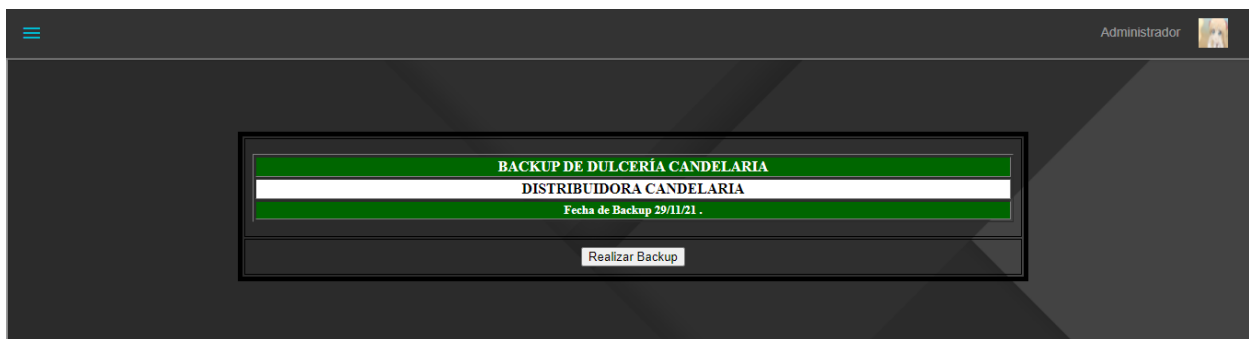 Administrador
BACKUP DE DULCERÍA CANDELARIA
DISTRIBUIDORA CANDELARIA
Fecha de Backup 29/11/21 .
Realizar Backup